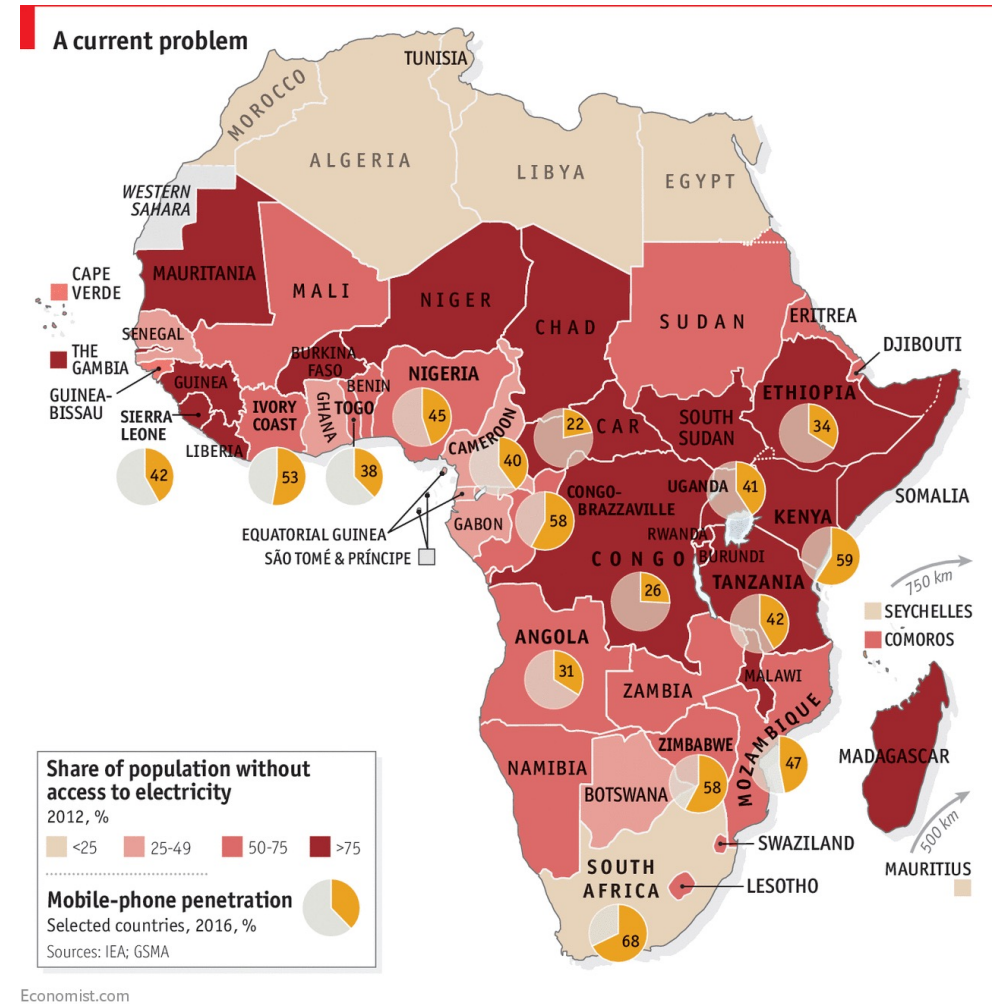 A current problem
TUNISIA
MOROCCO
ALGERIA
LIBYA
EGYPT
WESTERN
SAHARA
MAURITANIA
MALI
NIGER
CHAD
SUDAN
ERITREA
DJIBOUTI
CAPE
VERDE
THE
GAMBIA
SENEGAL
GUINEA-
BISSAU
GUINEA
SIERRA
LEONE
42
LIBERIA
IVORY
COAST
53
BURKINA
FASO
GHANA
TOGO
38
BENIN
NIGERIA
45
CAMEROON
40
22
CAR
SOUTH
SUDAN
ETHIOPIA
34
SOMALIA
EQUATORIAL GUINEA
SÃO TOMÉ & PRÍNCIPE
GABON
CONGO-
BRAZZAVILLE
58
CONGO
26
UGANDA
41
RWANDA
BURUNDI
KENYA
59
TANZANIA
42
750 km
SEYCHELLES
COMOROS
ANGOLA
31
ZAMBIA
MALAWI
MOZAMBIQUE
47
ZIMBABWE
58
NAMIBIA
BOTSWANA
MADAGASCAR
500 km
MAURITIUS
SWAZILAND
LESOTHO
SOUTH
AFRICA
68
Share of population without
access to electricity
2012, %
<25
25-49
50-75
>75
Mobile-phone penetration
Selected countries, 2016, %
Sources: IEA; GSMA
Economist.com